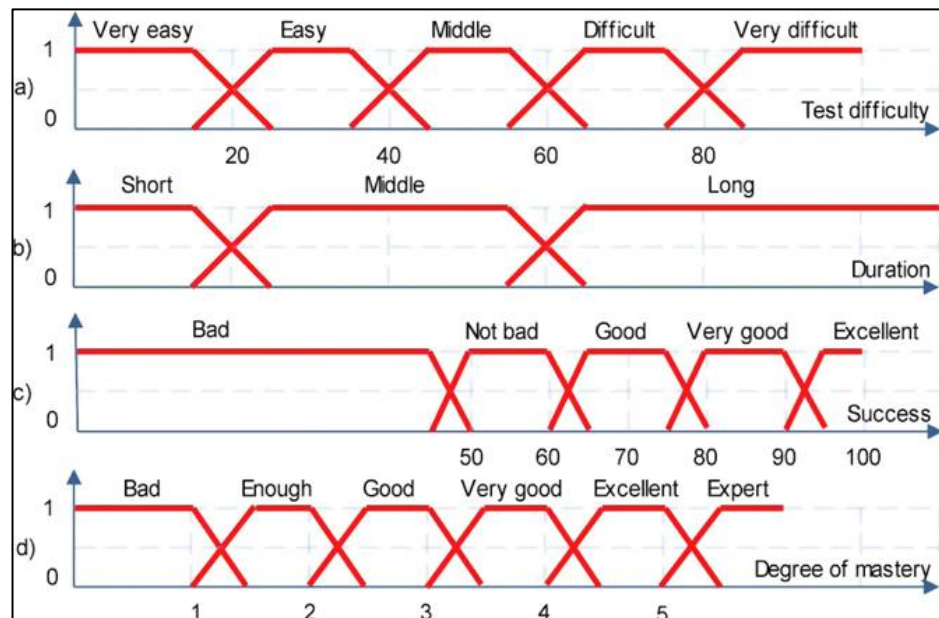 Very easy Easy Middle Difficult Very difficult
1
a)
0
Test difficulty
20 40 60 80
Short Middle Long
1
b)
0
Duration
Bad Not bad Good Very good Excellent
1
c)
0
Success
50 60 70 80 90 100
Bad Enough Good Very good Excellent Expert
1
d)
0
Degree of mastery
1 2 3 4 5